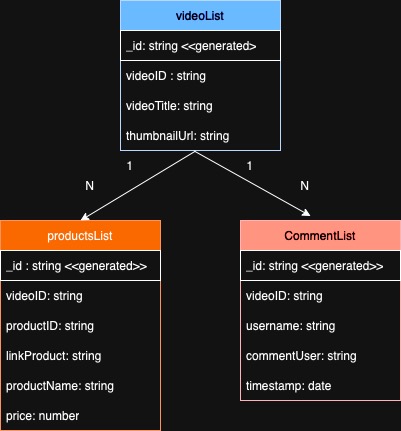 videoList
_id: string <<generated>
videoID : string
videoTitle: string
thumbnailUrl: string
1
1
N
N
productsList
_id : string <<generated>>
videoID: string
productID: string
linkProduct: string
productName: string
price: number
CommentList
_id: string <<generated>>
videoID: string
username: string
commentUser: string
timestamp: date